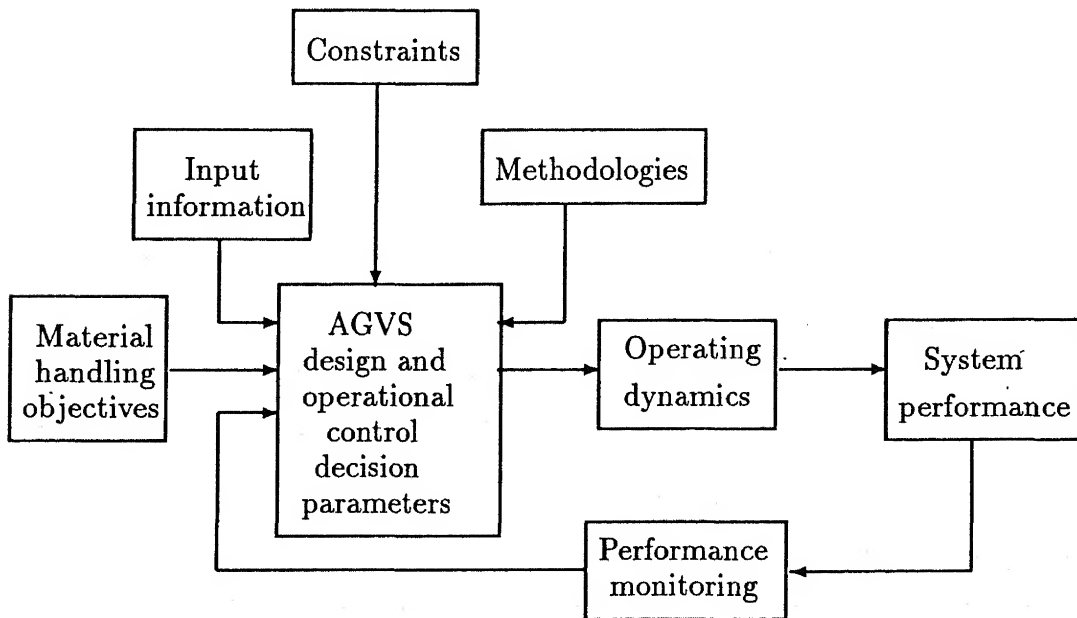 Constraints
Input
information
Methodologies
Material
handling
objectives
AGVS
design and
operational
control
decision
parameters
Operating
dynamics
System
performance
Performance
monitoring